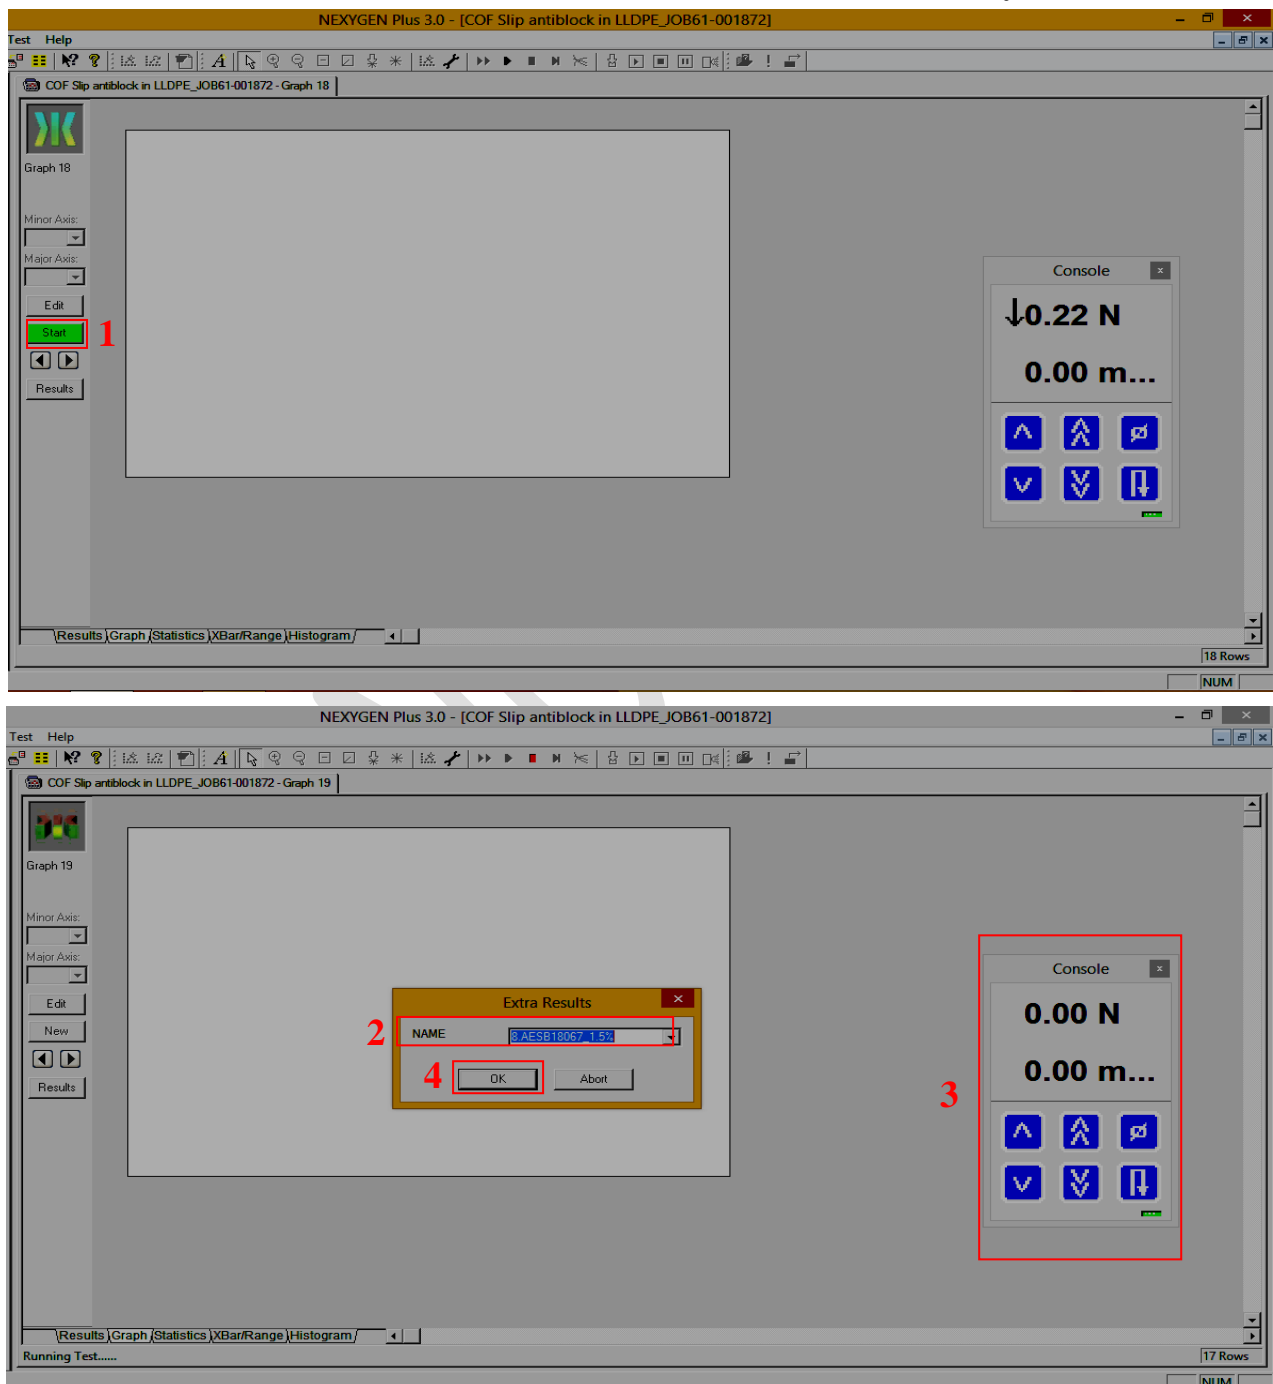 NEXYGEN Plus 3.0 - [COF Slip antiblock in LLDPE_JOB61-001872]
Test Help
COF Slip antiblock in LLDPE_JOB61-001872 - Graph 18
Graph 18
Minor Axis:
Major Axis:
Edit
Start
1
Results
Console
0.22 N
0.00 m...
Results Graph Statistics XBar/Range Histogram
18 Rows
NUM
NEXYGEN Plus 3.0 - [COF Slip antiblock in LLDPE_JOB61-001872]
Test Help
COF Slip antiblock in LLDPE_JOB61-001872 - Graph 19
Graph 19
Minor Axis:
Major Axis:
Edit
New
Results
Extra Results
2
NAME 8.AESB18067_1.5%
4
OK Abort
Console
0.00 N
0.00 m...
3
Results Graph Statistics XBar/Range Histogram
Running Test......
17 Rows
NUM